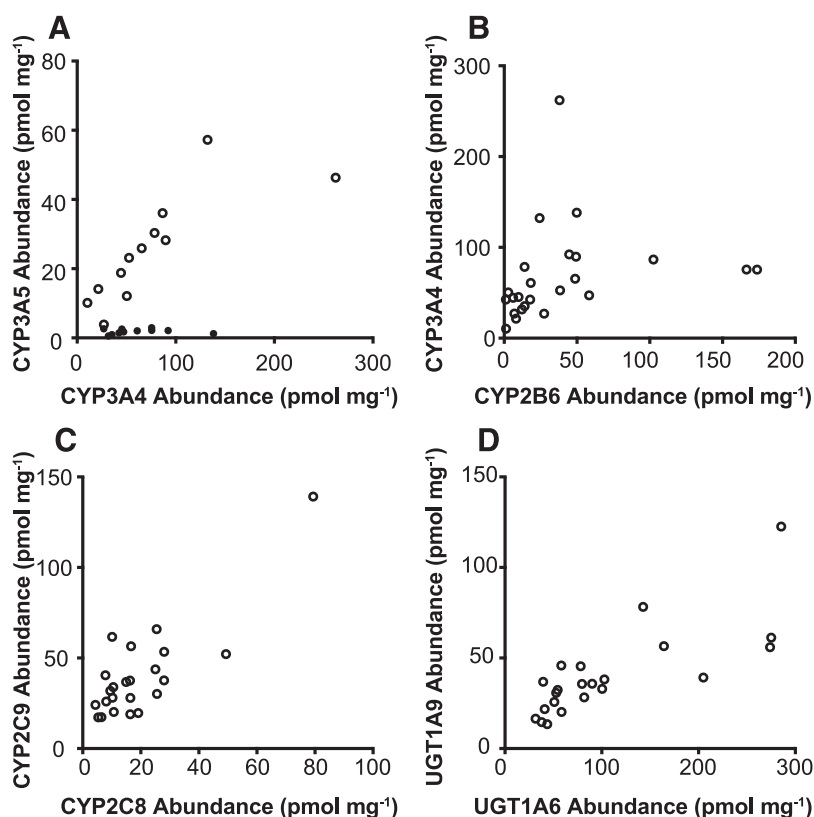 A
CYP3A5 Abundance (pmol mg⁻¹)
80
60
40
20
0
0 100 200 300
CYP3A4 Abundance (pmol mg⁻¹)
B
CYP3A4 Abundance (pmol mg⁻¹)
300
200
100
0
0 50 100 150 200
CYP2B6 Abundance (pmol mg⁻¹)
C
CYP2C9 Abundance (pmol mg⁻¹)
150
100
50
0
0 20 40 60 80 100
CYP2C8 Abundance (pmol mg⁻¹)
D
UGT1A9 Abundance (pmol mg⁻¹)
150
100
50
0
0 100 200 300
UGT1A6 Abundance (pmol mg⁻¹)